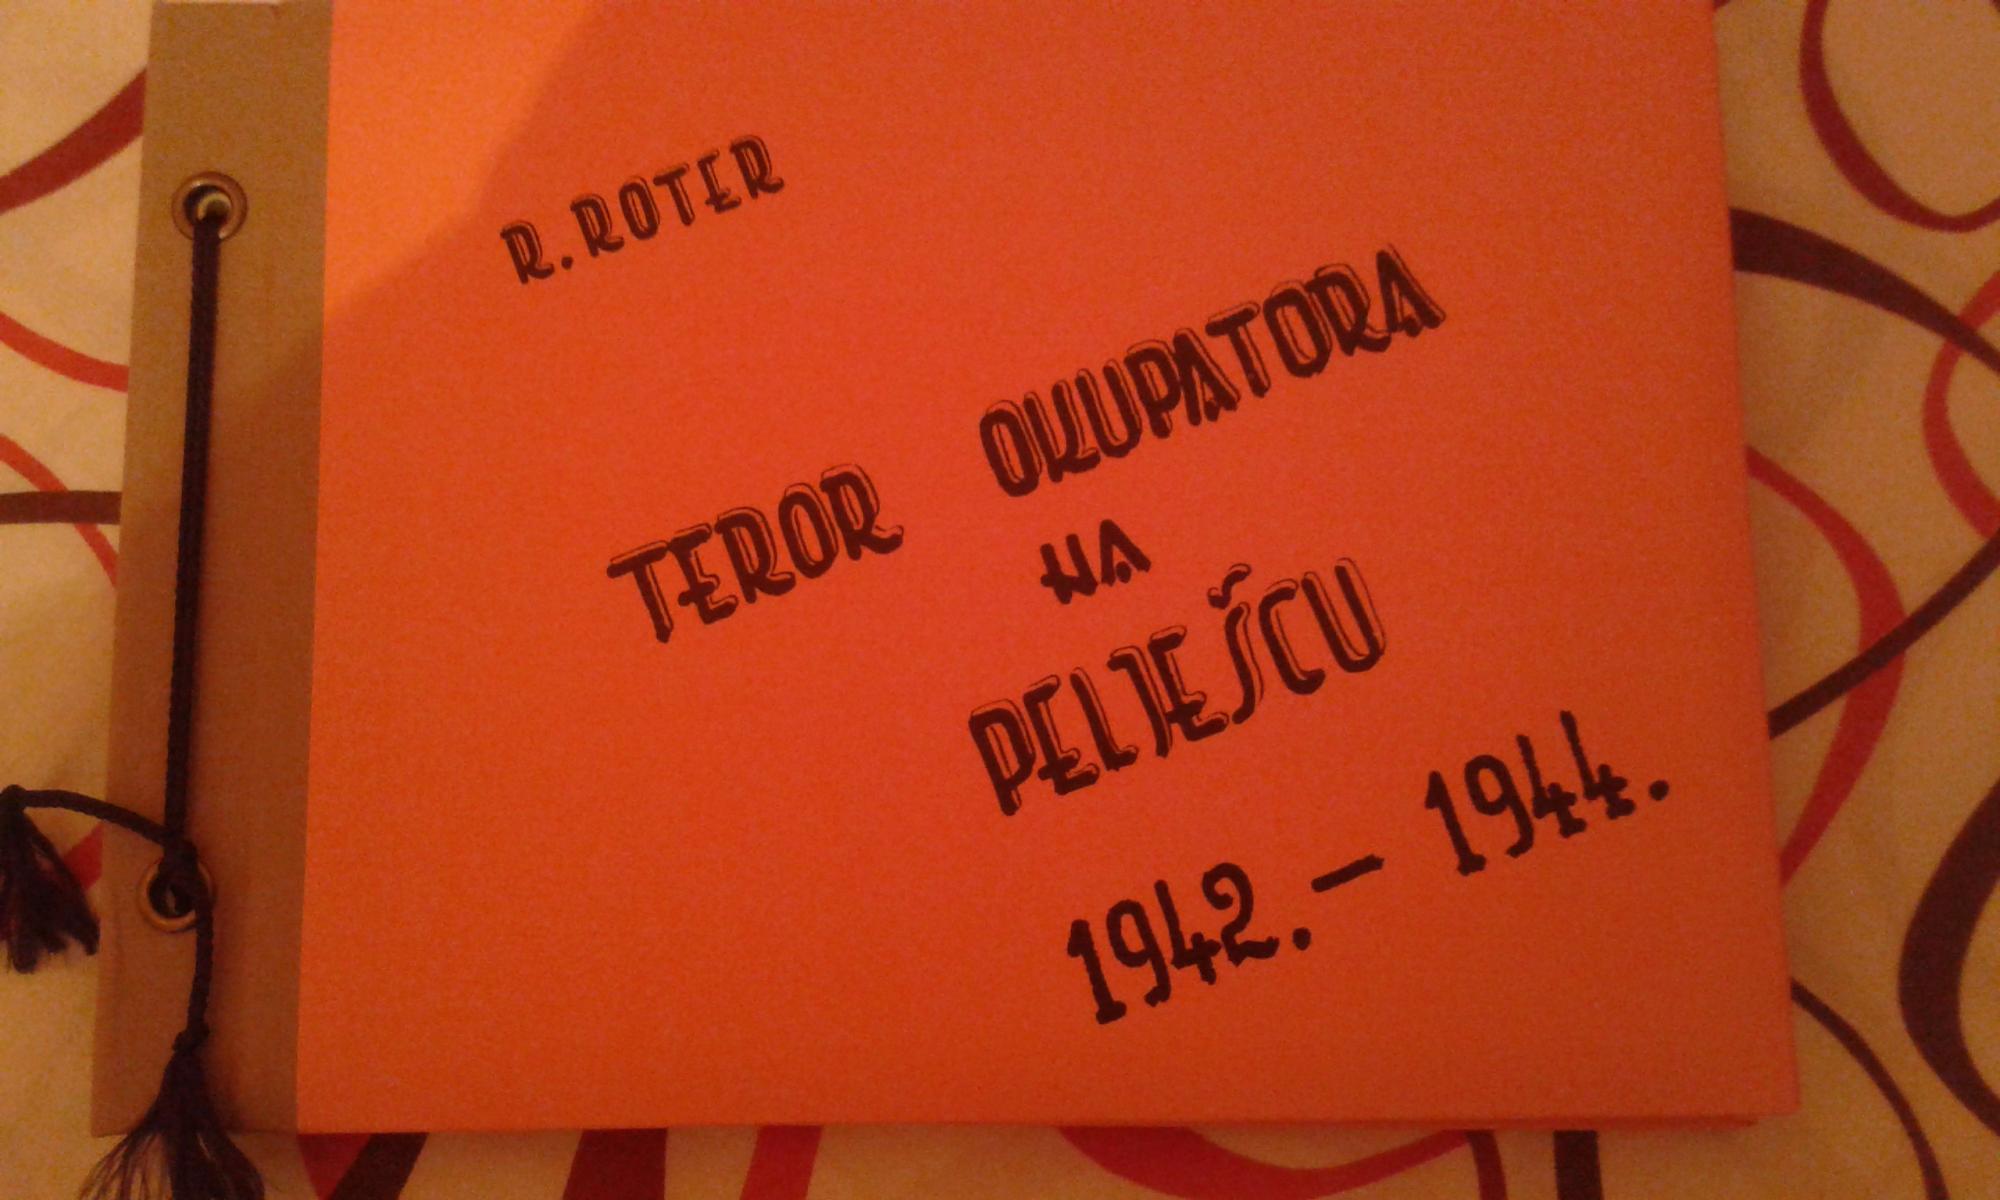 R. ROTER
TEROR OKUPATORA
NA
PELJEŠCU
1942.- 1944.